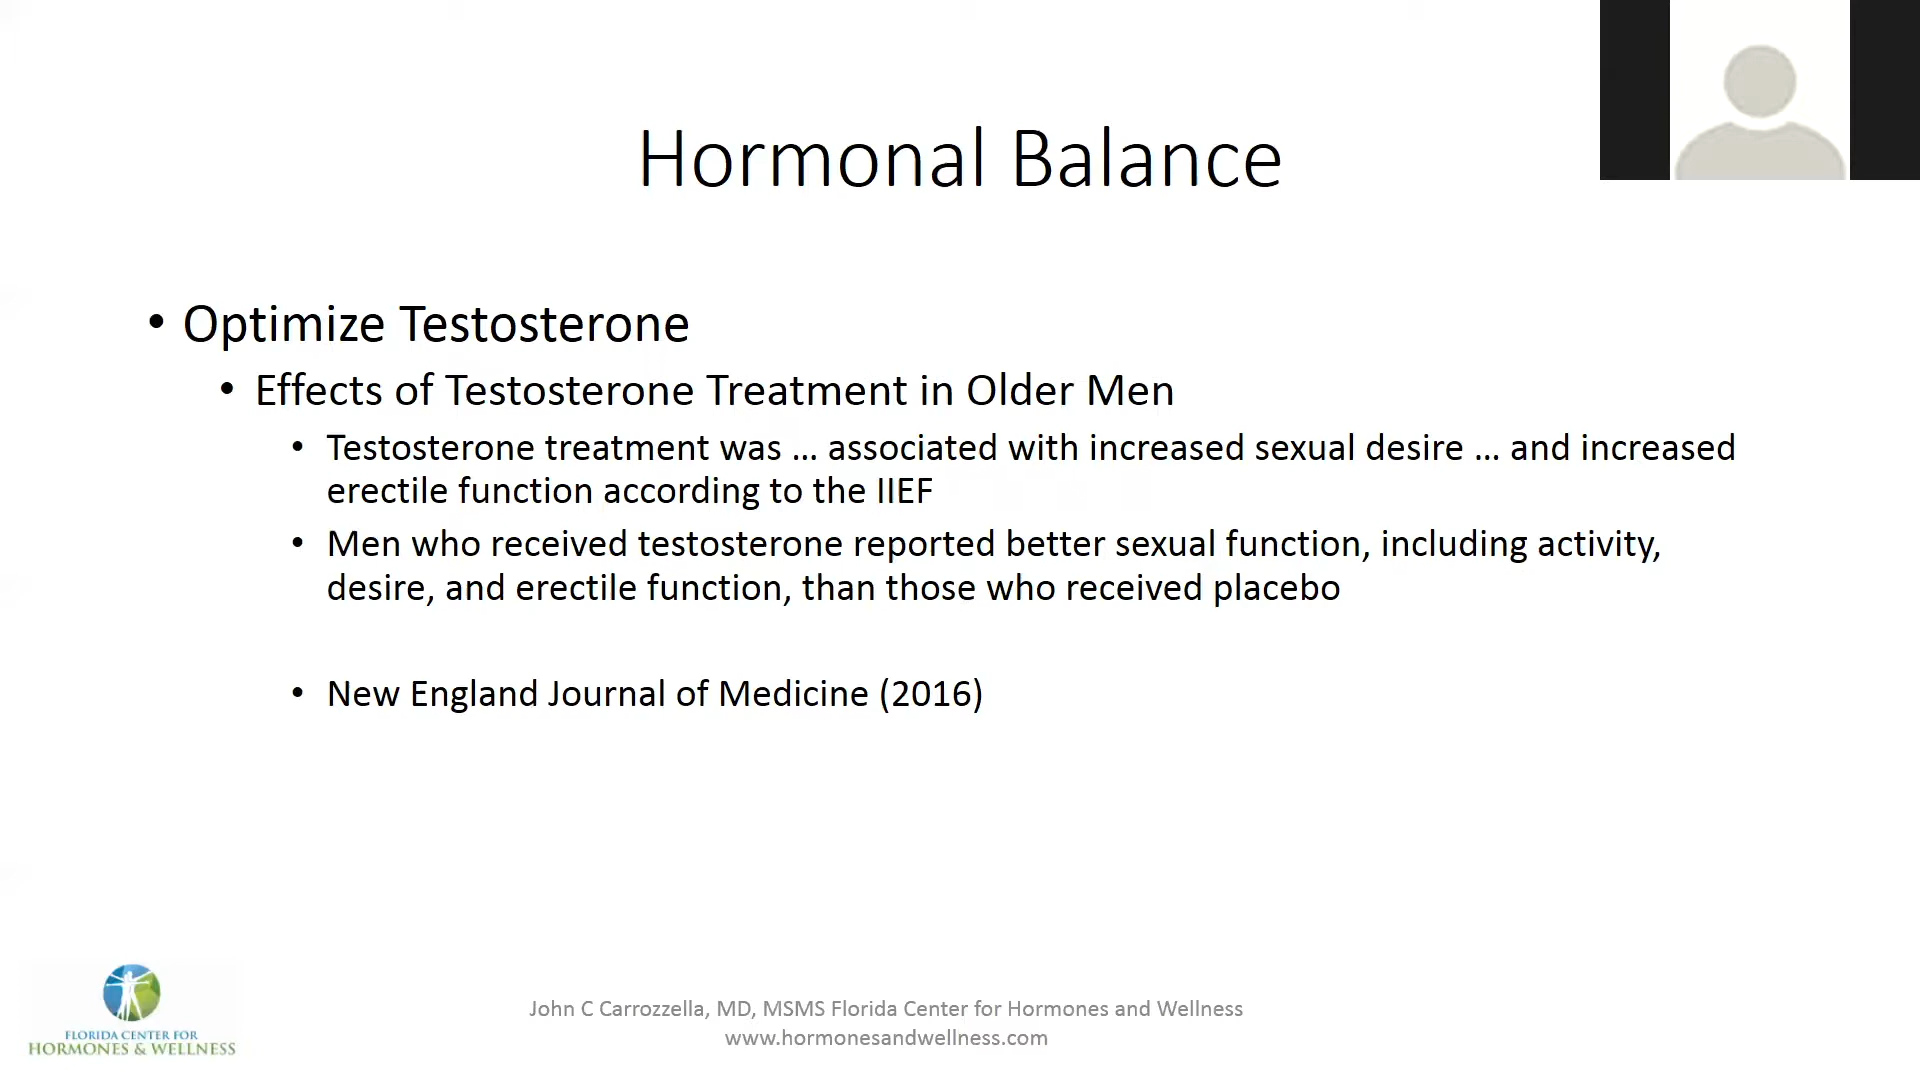 Hormonal Balance
• Optimize Testosterone
• Effects of Testosterone Treatment in Older Men
• Testosterone treatment was ... associated with increased sexual desire ... and increased
erectile function according to the IIEF
• Men who received testosterone reported better sexual function, including activity,
desire, and erectile function, than those who received placebo
• New England Journal of Medicine (2016)
FLORIDA CENTER FOR
HORMONES & WELLNESS
John C Carrozzella, MD, MSMS Florida Center for Hormones and Wellness
www.hormonesandwellness.com